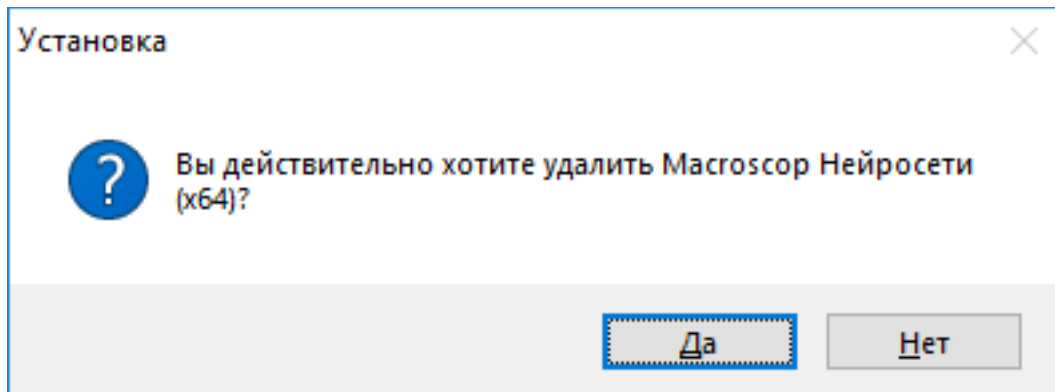 Установка
Вы действительно хотите удалить Macroscop Нейросети
(x64)?
Да
Нет